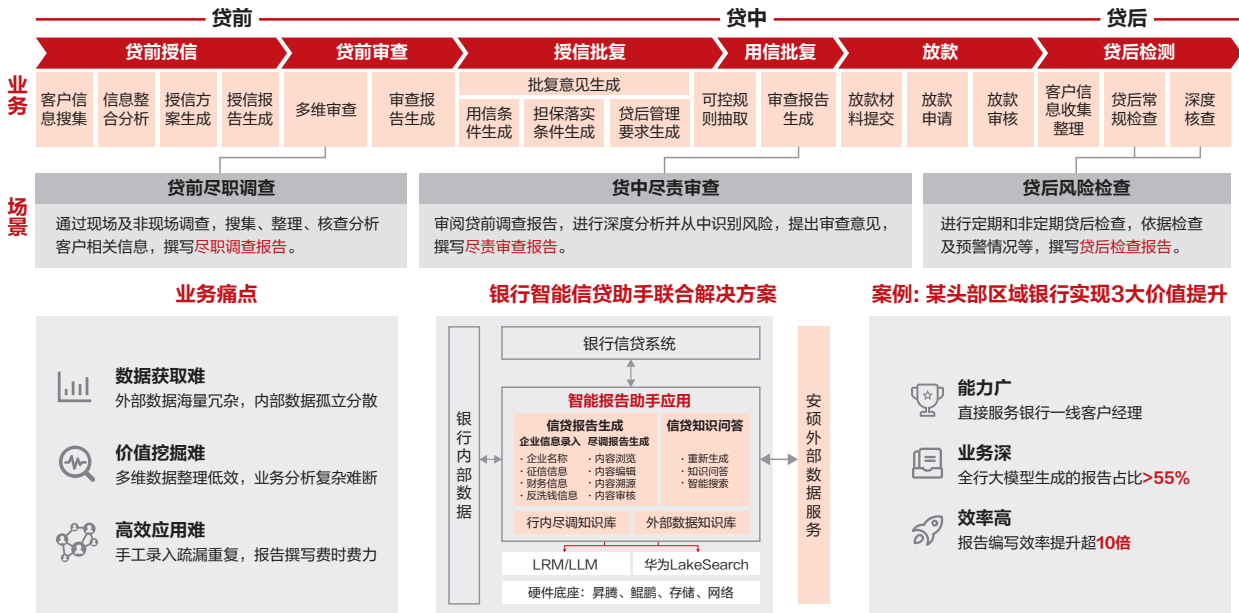 贷前
贷中
贷后
业务
贷前授信
贷前审查
授信批复
用信批复
放款
贷后检测
客户信
息搜集
信息整
合分析
授信方
案生成
授信报
告生成
多维审查
审查报
告生成
批复意见生成
用信条
件生成
担保落实
条件生成
贷后管理
要求生成
可控规
则抽取
审查报告
生成
放款材
料提交
放款
申请
放款
审核
客户信
息收集
整理
贷后常
规检查
深度
核查
场景
贷前尽职调查
通过现场及非现场调查，搜集、整理、核查分析
客户相关信息，撰写尽职调查报告。
货中尽责审查
审阅贷前调查报告，进行深度分析并从中识别风险，提出审查意见，
撰写尽责审查报告。
贷后风险检查
进行定期和非定期贷后检查，依据检查
及预警情况等，撰写贷后检查报告。
业务痛点
数据获取难
外部数据海量冗杂，内部数据孤立分散
价值挖掘难
多维数据整理低效，业务分析复杂难断
高效应用难
手工录入疏漏重复，报告撰写费时费力
银行智能信贷助手联合解决方案
银行内部数据
银行信贷系统
智能报告助手应用
信贷报告生成
企业信息录入 尽调报告生成
·企业名称 ·内容浏览
·征信信息 ·内容编辑
·财务信息 ·内容溯源
·反洗钱信息 ·内容审核
信贷知识问答
·重新生成
·知识问答
·智能搜索
行内尽调知识库
外部数据知识库
LRM/LLM
华为LakeSearch
硬件底座：昇腾、鲲鹏、存储、网络
安硕外部数据服务
案例: 某头部区域银行实现3大价值提升
能力广
直接服务银行一线客户经理
业务深
全行大模型生成的报告占比>55%
效率高
报告编写效率提升超10倍